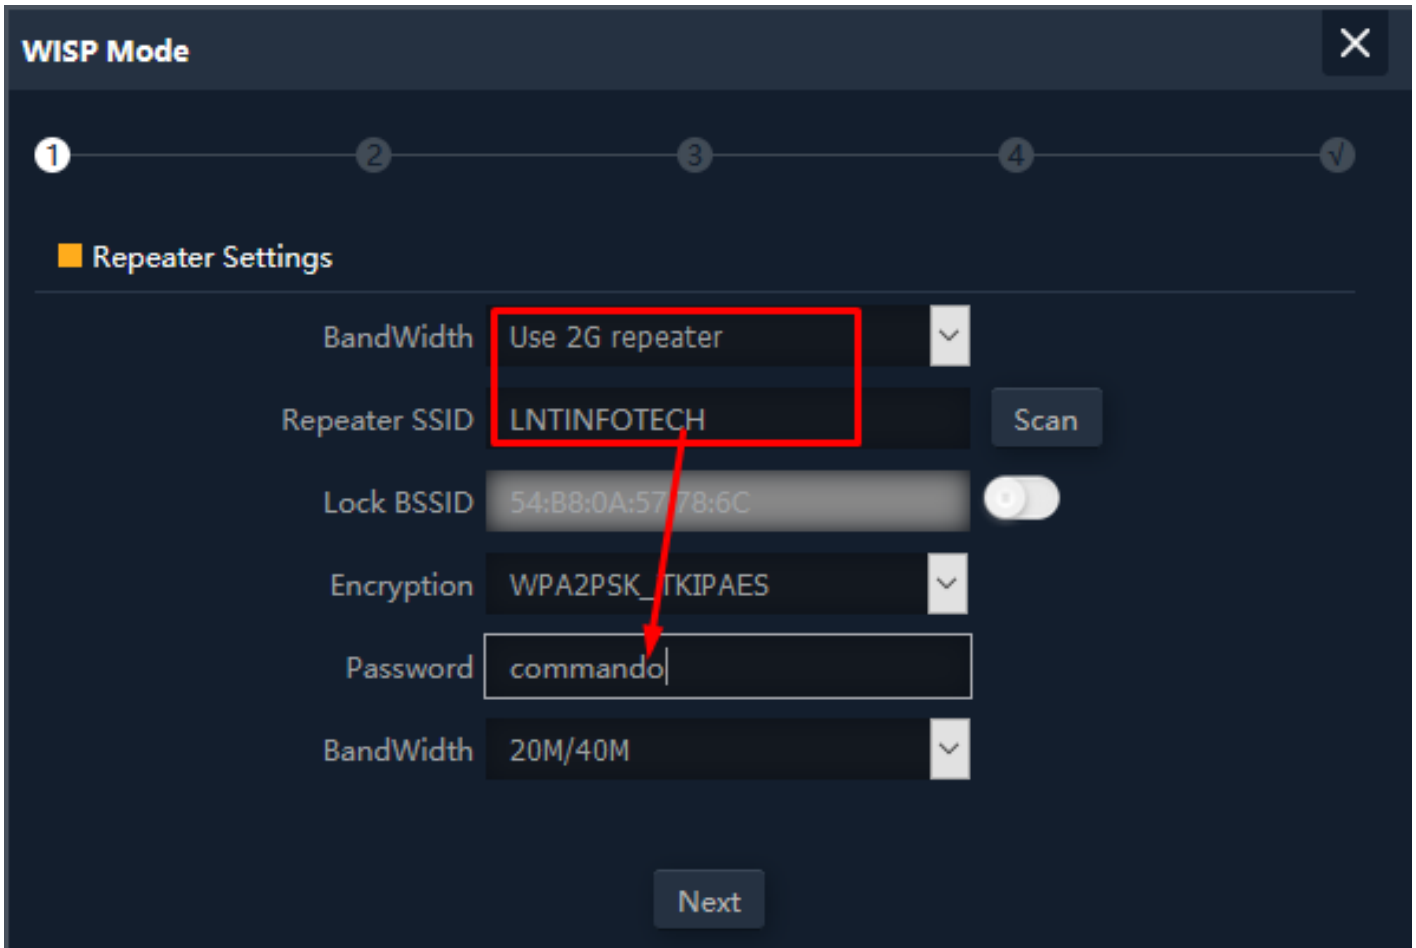 WISP Mode
1 2 3 4 √
Repeater Settings
BandWidth Use 2G repeater
Repeater SSID LNTINFOTECH Scan
Lock BSSID 54:B8:0A:57:78:6C
Encryption WPA2PSK_TKIPAES
Password commando
BandWidth 20M/40M
Next